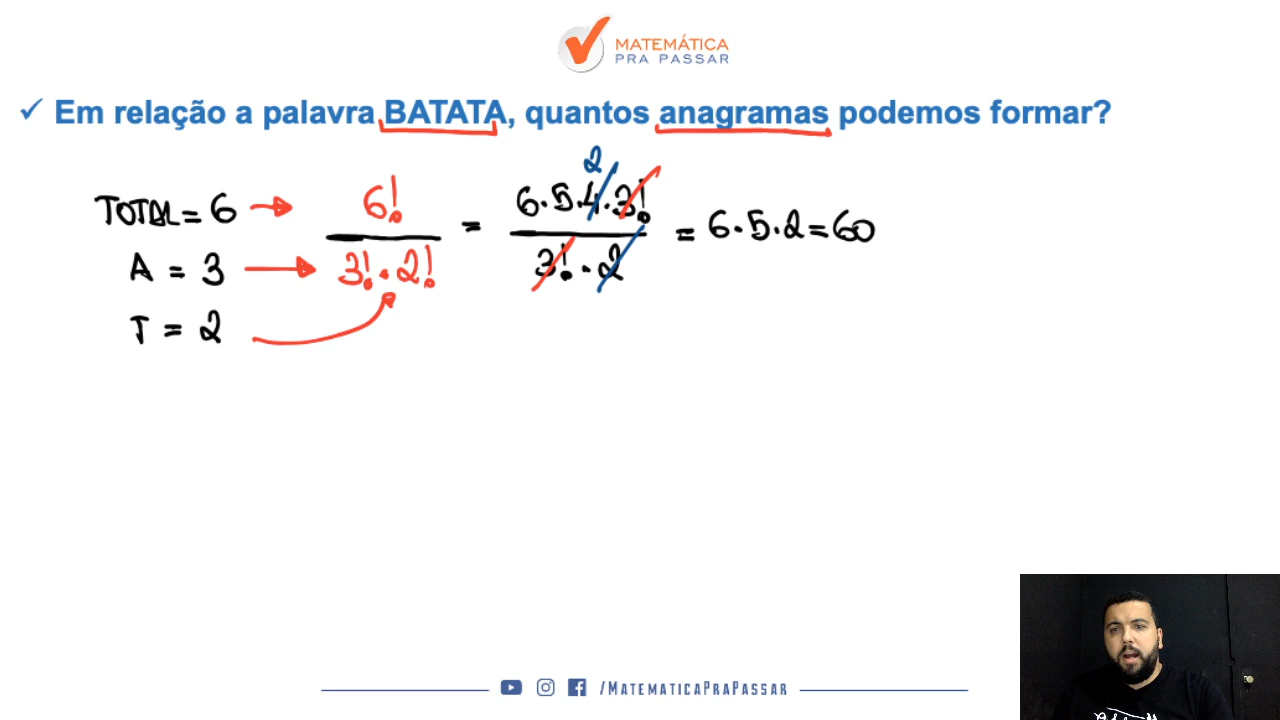 MATEMÁTICA
PRA PASSAR
✓ Em relação a palavra BATATA, quantos anagramas podemos formar?
TOTAL = 6 → 6! / 3! . 2! = 6.5.4.3! / 3! . 2 = 6.5.2 = 60
2
A = 3
T = 2
/MATEMATICAPRAPASSAR